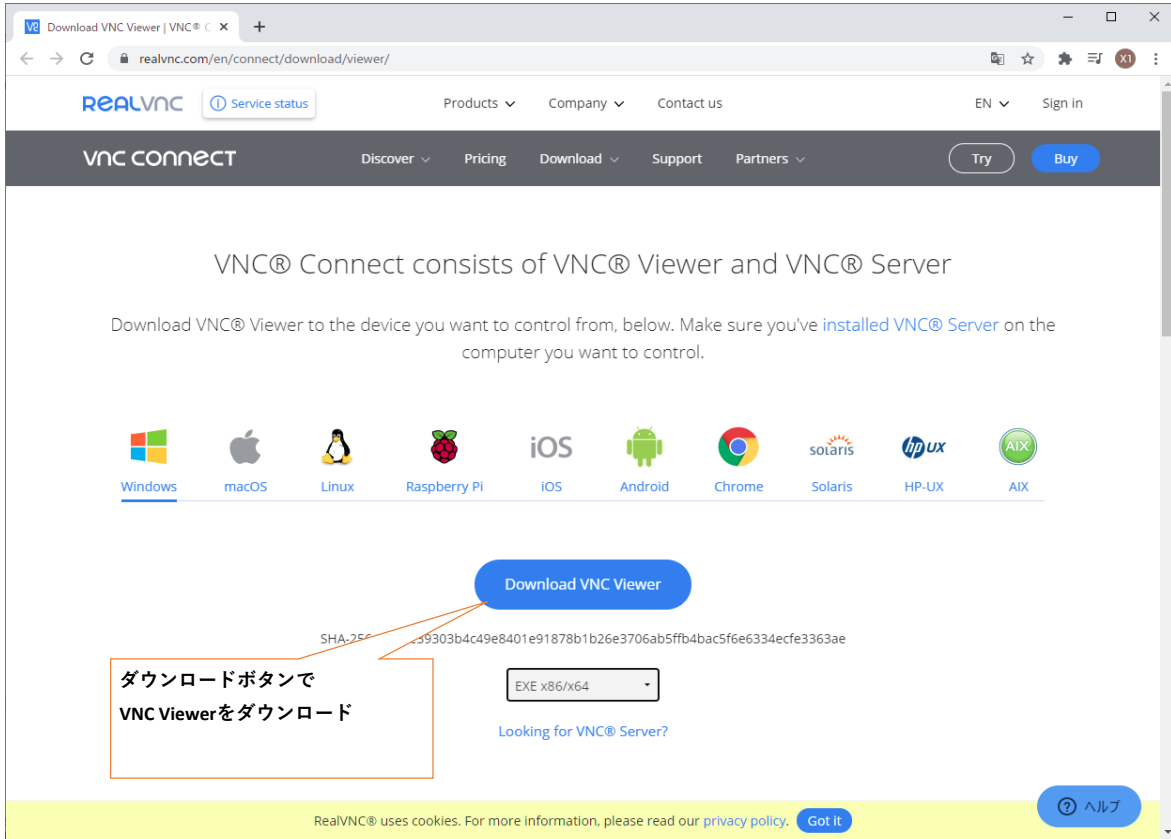 Download VNC Viewer | VNC® C
realvnc.com/en/connect/download/viewer/
X1
REALVNC
Service status
Products
Company
Contact us
EN
Sign in
VNC CONNECT
Discover
Pricing
Download
Support
Partners
Try
Buy
VNC® Connect consists of VNC® Viewer and VNC® Server
Download VNC® Viewer to the device you want to control from, below. Make sure you've installed VNC® Server on the
computer you want to control.
iOS
solaris
hp UX
AIX
Windows
macOS
Linux
Raspberry Pi
iOS
Android
Chrome
Solaris
HP-UX
AIX
Download VNC Viewer
39303b4c49e8401e91878b1b26e3706ab5ffb4bac5f6e6334ecfe3363ae
ダウンロードボタンで
VNC Viewerをダウンロード
EXE x86/x64
Looking for VNC® Server?
ヘルプ
RealVNC® uses cookies. For more information, please read our privacy policy.
Got it